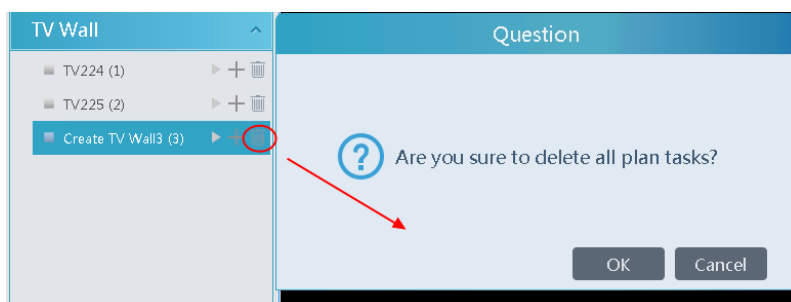 TV Wall
TV224 (1)
TV225 (2)
Create TV Wall3 (3)
Question
Are you sure to delete all plan tasks?
OK
Cancel